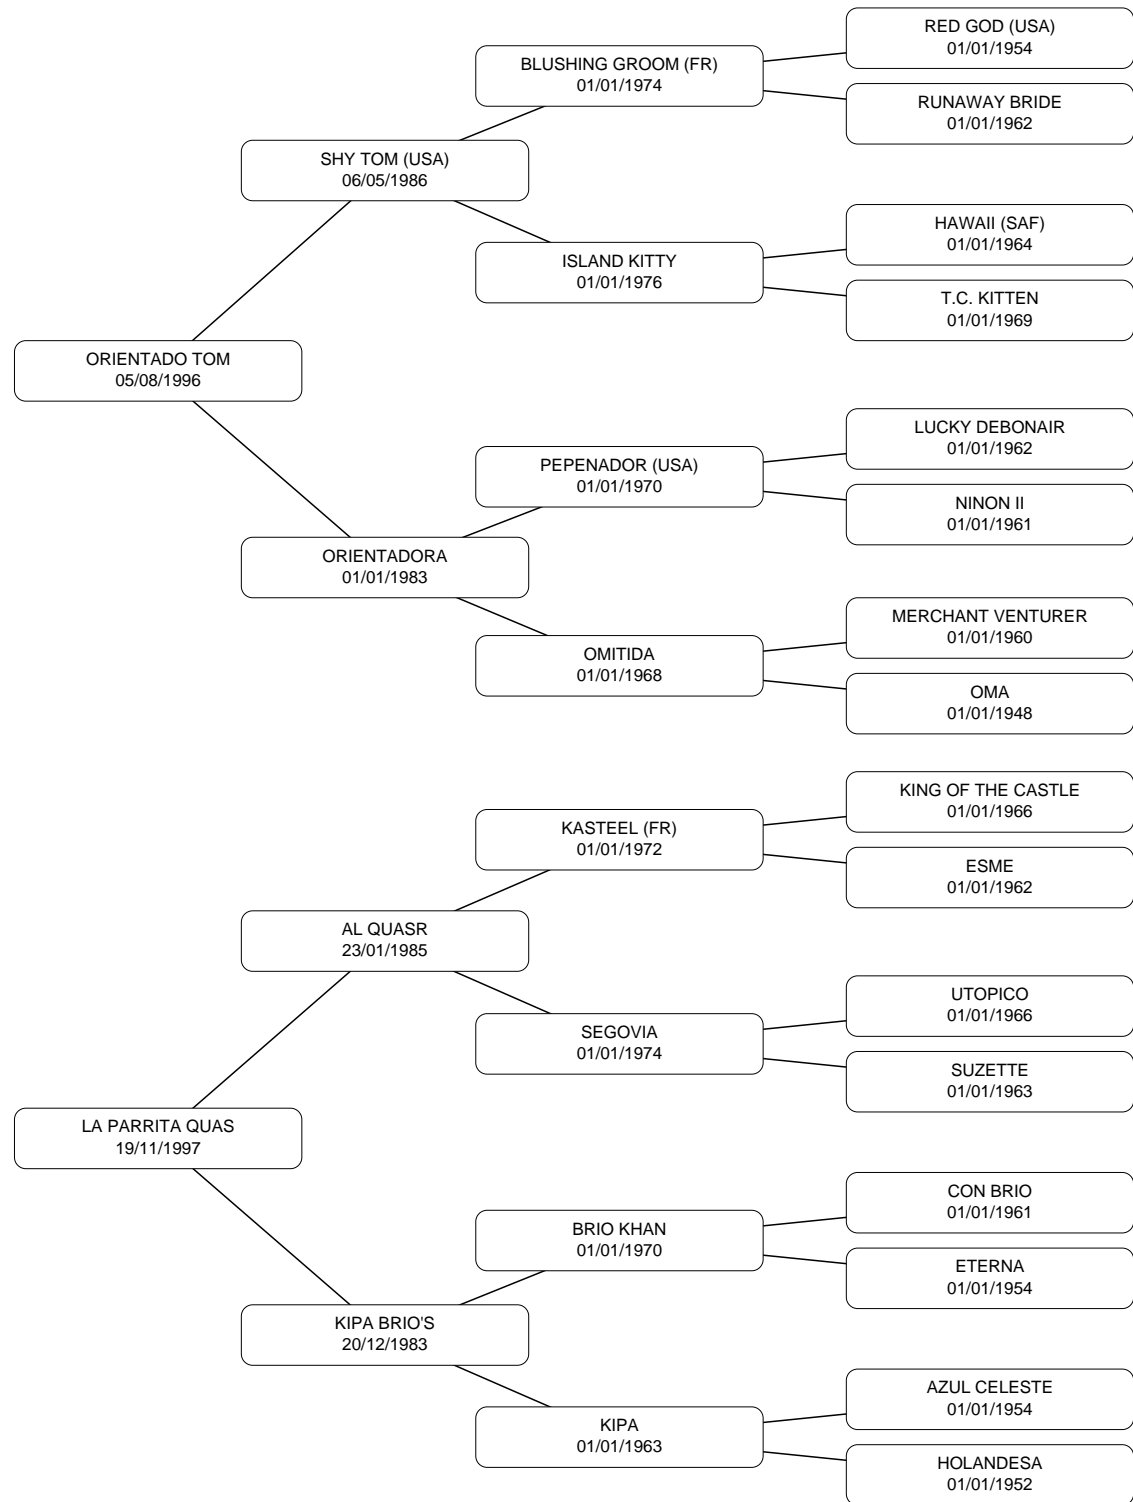 RED GOD (USA)
01/01/1954
BLUSHING GROOM (FR)
01/01/1974
RUNAWAY BRIDE
01/01/1962
SHY TOM (USA)
06/05/1986
HAWAII (SAF)
01/01/1964
ISLAND KITTY
01/01/1976
T.C. KITTEN
01/01/1969
ORIENTADO TOM
05/08/1996
LUCKY DEBONAIR
01/01/1962
PEPENADOR (USA)
01/01/1970
NINON II
01/01/1961
ORIENTADORA
01/01/1983
MERCHANT VENTURER
01/01/1960
OMITIDA
01/01/1968
OMA
01/01/1948
KING OF THE CASTLE
01/01/1966
KASTEEL (FR)
01/01/1972
ESME
01/01/1962
AL QUASR
23/01/1985
UTOPICO
01/01/1966
SEGOVIA
01/01/1974
SUZETTE
01/01/1963
LA PARRITA QUAS
19/11/1997
CON BRIO
01/01/1961
BRIO KHAN
01/01/1970
ETERNA
01/01/1954
KIPA BRIO'S
20/12/1983
AZUL CELESTE
01/01/1954
KIPA
01/01/1963
HOLANDESA
01/01/1952